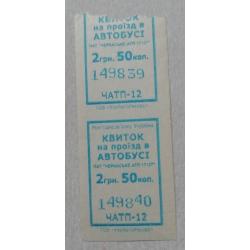 КВИТОК
на проїзд в
АВТОБУСІ
2грн. 50коп.
149839
ЧАТП-12
КВИТОК
на проїзд в
АВТОБУСІ
2грн. 50коп.
149840
ЧАТП-12